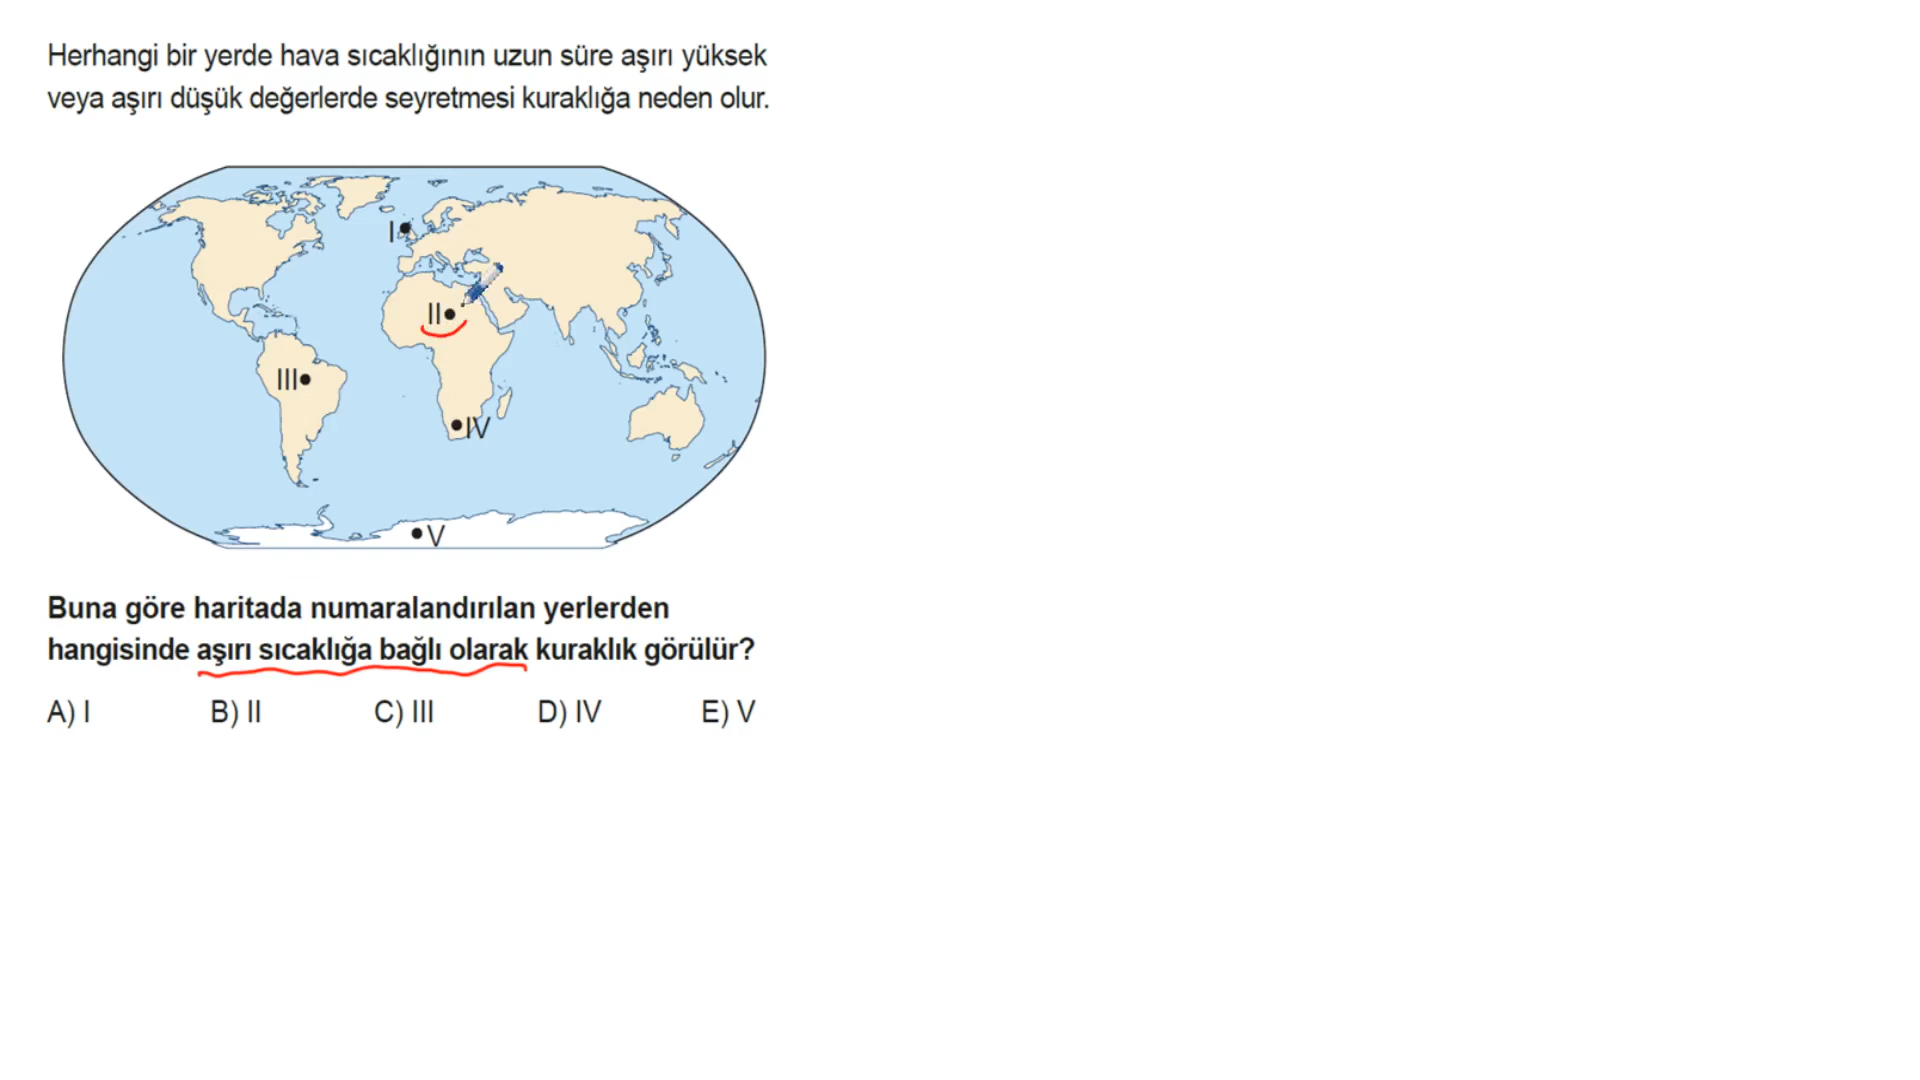 Herhangi bir yerde hava sıcaklığının uzun süre aşırı yüksek
veya aşırı düşük değerlerde seyretmesi kuraklığa neden olur.
I
II
III
IV
V
Buna göre haritada numaralandırılan yerlerden
hangisinde aşırı sıcaklığa bağlı olarak kuraklık görülür?
A) I B) II C) III D) IV E) V